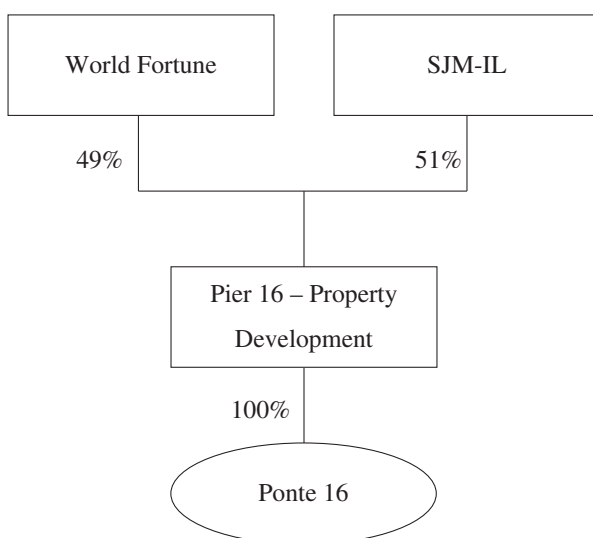 World Fortune
SJM-IL
49%
51%
Pier 16 – Property
Development
100%
Ponte 16